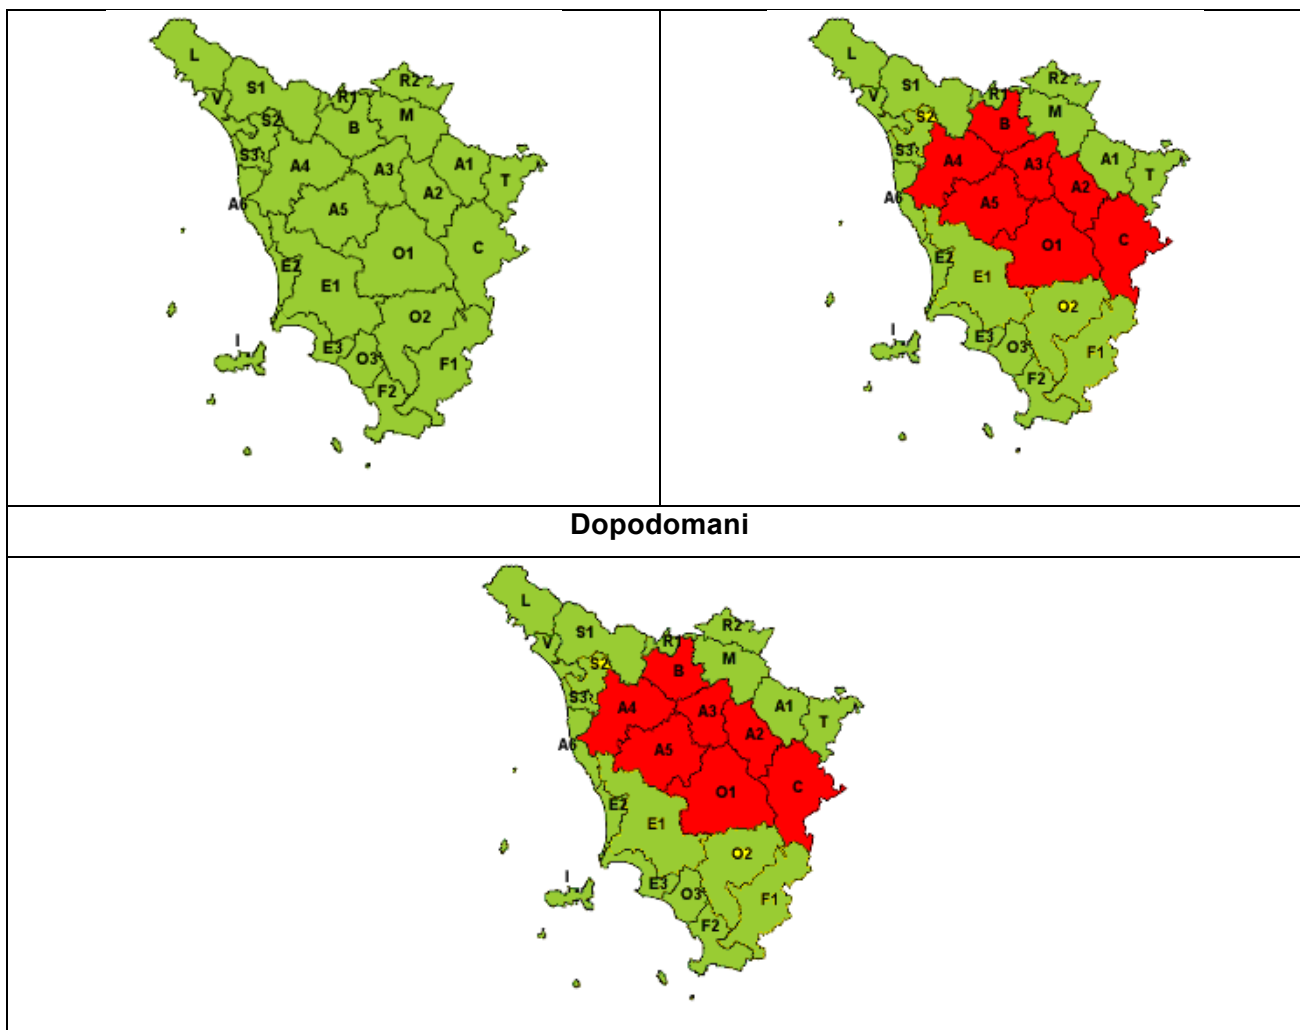 L
S1
R2
R1
V
M
S2
B
S3
A4
A3
A1
T
A2
A6
A5
C
O1
E2
E1
O2
I
E3
O3
F1
F2
L
S1
R2
R1
V
M
S2
B
S3
A4
A3
A1
T
A2
A6
A5
C
O1
E2
E1
O2
I
E3
O3
F1
F2
Dopodomani
L
S1
R2
R1
V
M
S2
B
S3
A4
A3
A1
T
A2
A6
A5
C
O1
E2
E1
O2
I
E3
O3
F1
F2